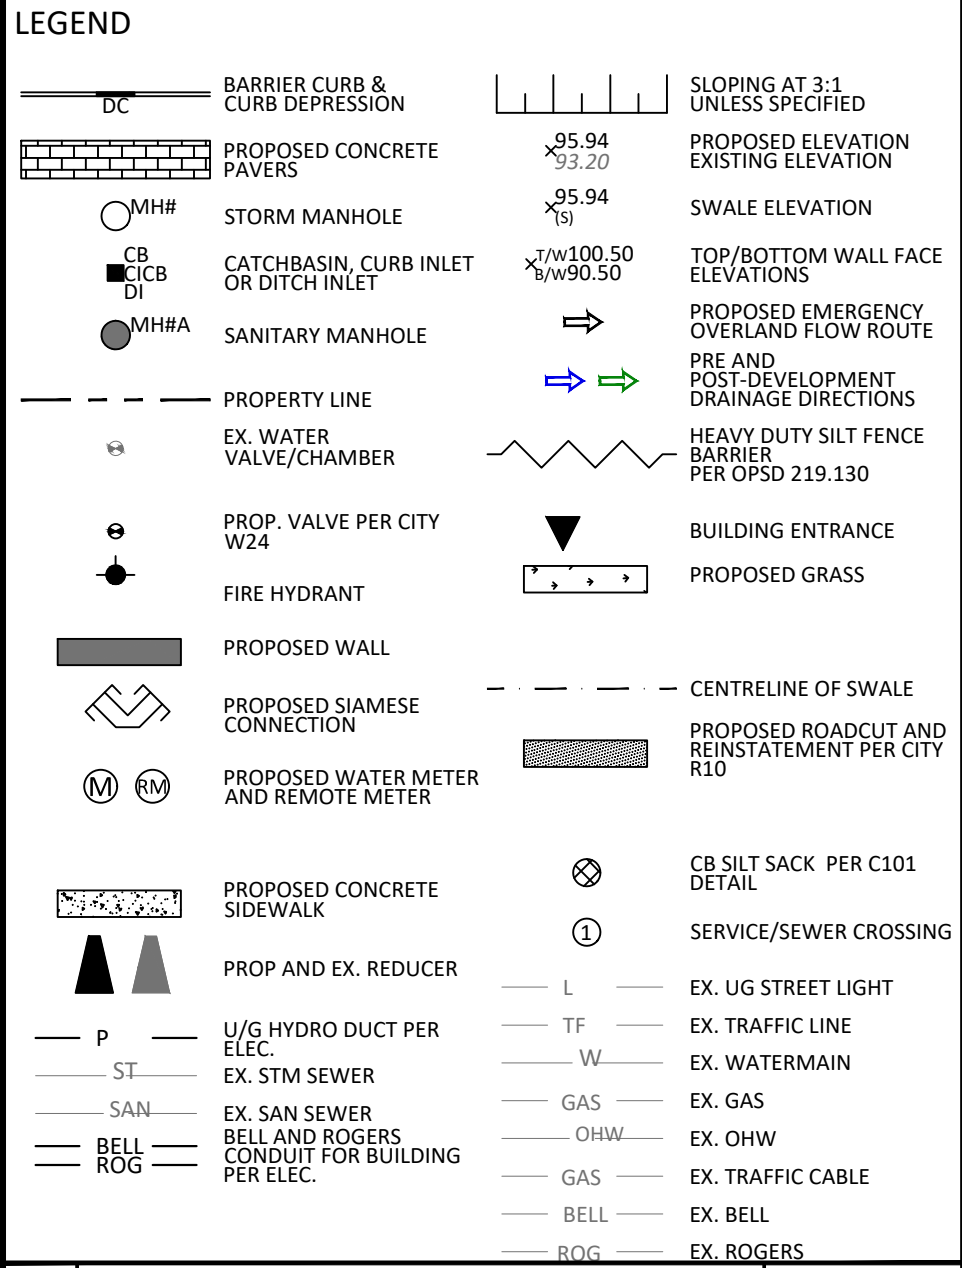 LEGEND
DC
BARRIER CURB &
CURB DEPRESSION
PROPOSED CONCRETE
PAVERS
MH#
STORM MANHOLE
CB
CICB
DI
CATCHBASIN, CURB INLET
OR DITCH INLET
MH#A
SANITARY MANHOLE
PROPERTY LINE
EX. WATER
VALVE/CHAMBER
PROP. VALVE PER CITY
W24
FIRE HYDRANT
PROPOSED WALL
PROPOSED SIAMESE
CONNECTION
M RM
PROPOSED WATER METER
AND REMOTE METER
PROPOSED CONCRETE
SIDEWALK
PROP AND EX. REDUCER
P
U/G HYDRO DUCT PER
ELEC.
ST
EX. STM SEWER
SAN
EX. SAN SEWER
BELL
ROG
BELL AND ROGERS
CONDUIT FOR BUILDING
PER ELEC.
SLOPING AT 3:1
UNLESS SPECIFIED
95.94
93.20
PROPOSED ELEVATION
EXISTING ELEVATION
95.94
(S)
SWALE ELEVATION
T/W100.50
B/W90.50
TOP/BOTTOM WALL FACE
ELEVATIONS
PROPOSED EMERGENCY
OVERLAND FLOW ROUTE
PRE AND
POST-DEVELOPMENT
DRAINAGE DIRECTIONS
HEAVY DUTY SILT FENCE
BARRIER
PER OPSD 219.130
BUILDING ENTRANCE
PROPOSED GRASS
CENTRELINE OF SWALE
PROPOSED ROADCUT AND
REINSTATEMENT PER CITY
R10
CB SILT SACK PER C101
DETAIL
1
SERVICE/SEWER CROSSING
L
EX. UG STREET LIGHT
TF
EX. TRAFFIC LINE
W
EX. WATERMAIN
GAS
EX. GAS
OHW
EX. OHW
GAS
EX. TRAFFIC CABLE
BELL
EX. BELL
ROG
EX. ROGERS